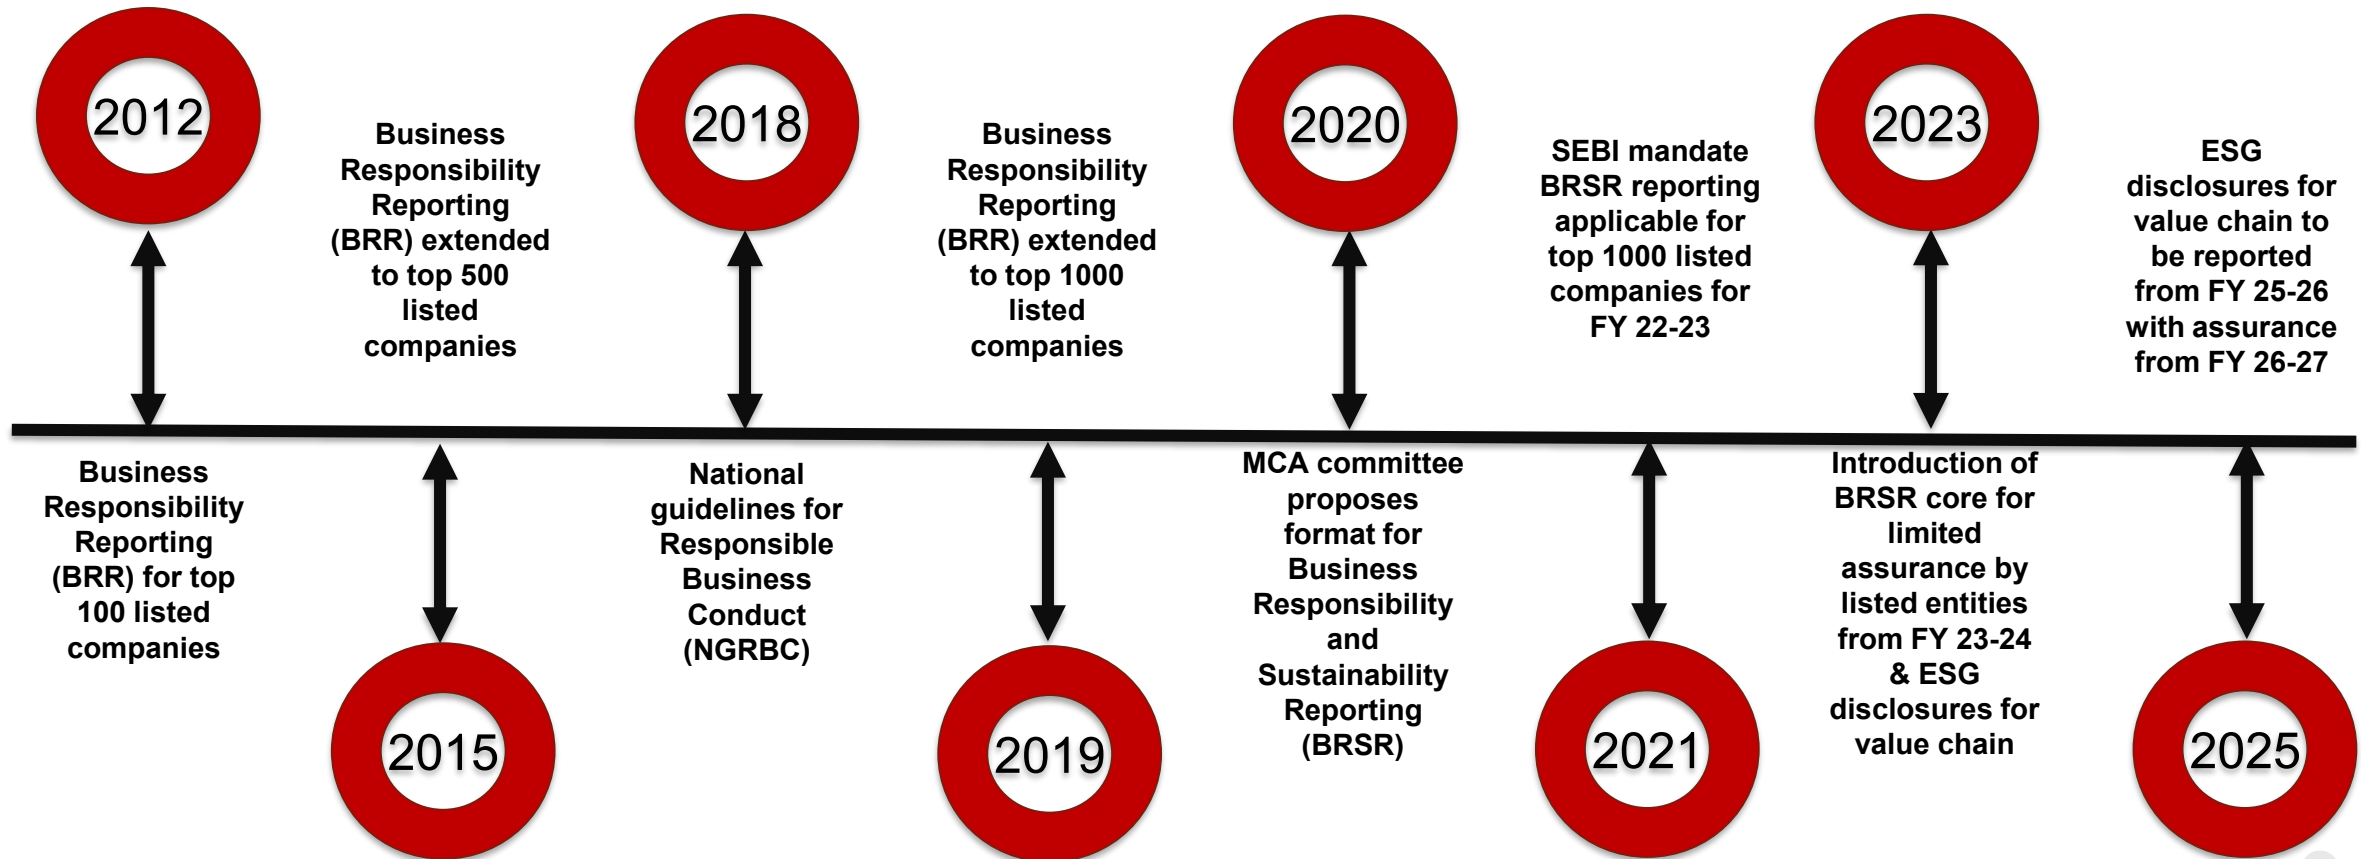 2012
Business
Responsibility
Reporting
(BRR) for top
100 listed
companies
Business
Responsibility
Reporting
(BRR) extended
to top 500
listed
companies
2015
2018
National
guidelines for
Responsible
Business
Conduct
(NGRBC)
Business
Responsibility
Reporting
(BRR) extended
to top 1000
listed
companies
2019
2020
MCA committee
proposes
format for
Business
Responsibility
and
Sustainability
Reporting
(BRSR)
SEBI mandate
BRSR reporting
applicable for
top 1000 listed
companies for
FY 22-23
2021
2023
Introduction of
BRSR core for
limited
assurance by
listed entities
from FY 23-24
& ESG
disclosures for
value chain
ESG
disclosures for
value chain to
be reported
from FY 25-26
with assurance
from FY 26-27
2025